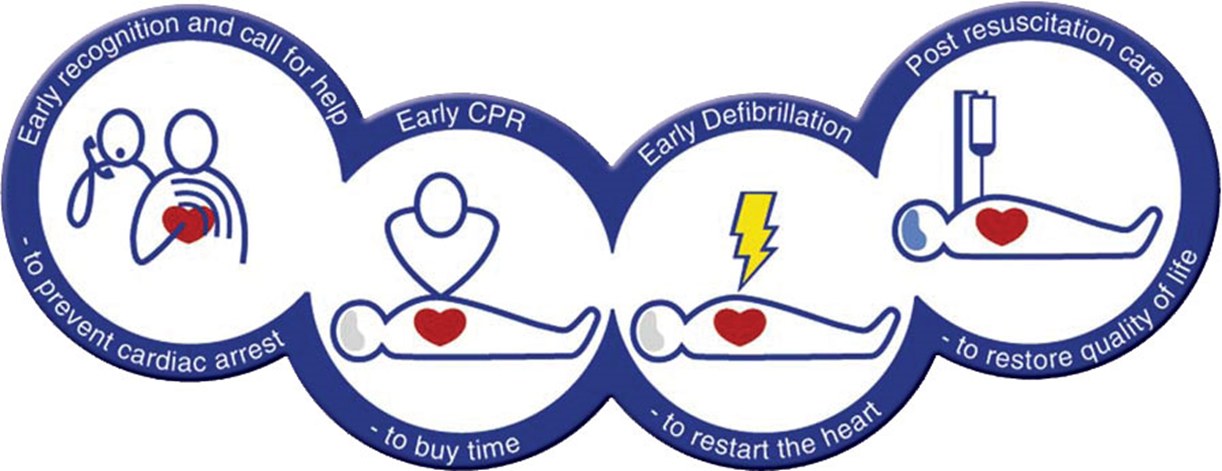 Early recognition and call for help
- to prevent cardiac arrest
Early CPR
- to buy time
Early Defibrillation
- to restart the heart
Post resuscitation care
- to restore quality of life